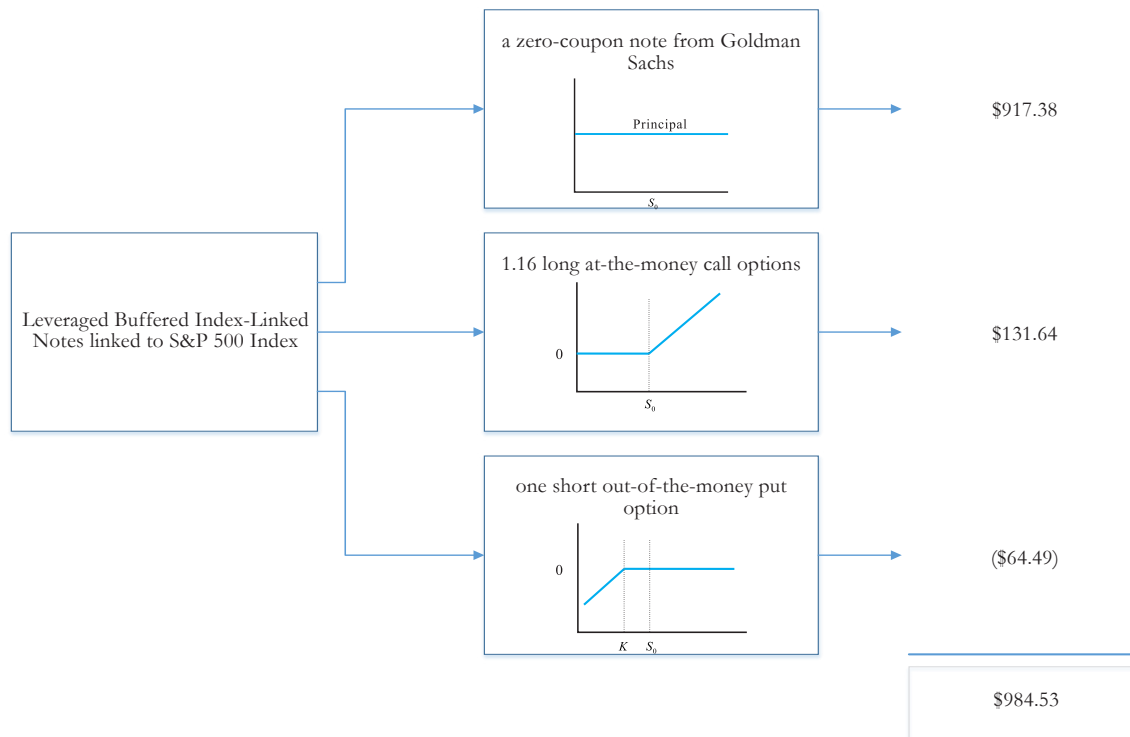 a zero-coupon note from Goldman
Sachs
Principal
S₀
$917.38
Leveraged Buffered Index-Linked
Notes linked to S&P 500 Index
1.16 long at-the-money call options
0
S₀
$131.64
one short out-of-the-money put
option
0
K S₀
($64.49)
$984.53